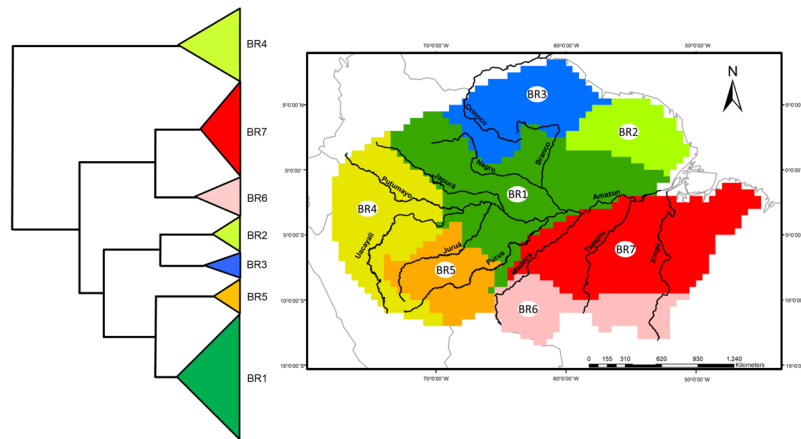 BR4
BR7
BR6
BR2
BR3
BR5
BR1
70°0'0"W
60°0'0"W
50°0'0"W
N
5°0'0"N
0°0'0"
5°0'0"S
10°0'0"S
15°0'0"S
BR3
BR2
BR1
BR4
BR5
BR7
BR6
Orinoco
Branco
Negro
Japurá
Putumayo
Amazon
Uacayali
Juruá
Purus
Madeira
Tapajós
Xingu
0 155 310 620 930 1,240
Kilometers
70°0'0"W
60°0'0"W
50°0'0"W